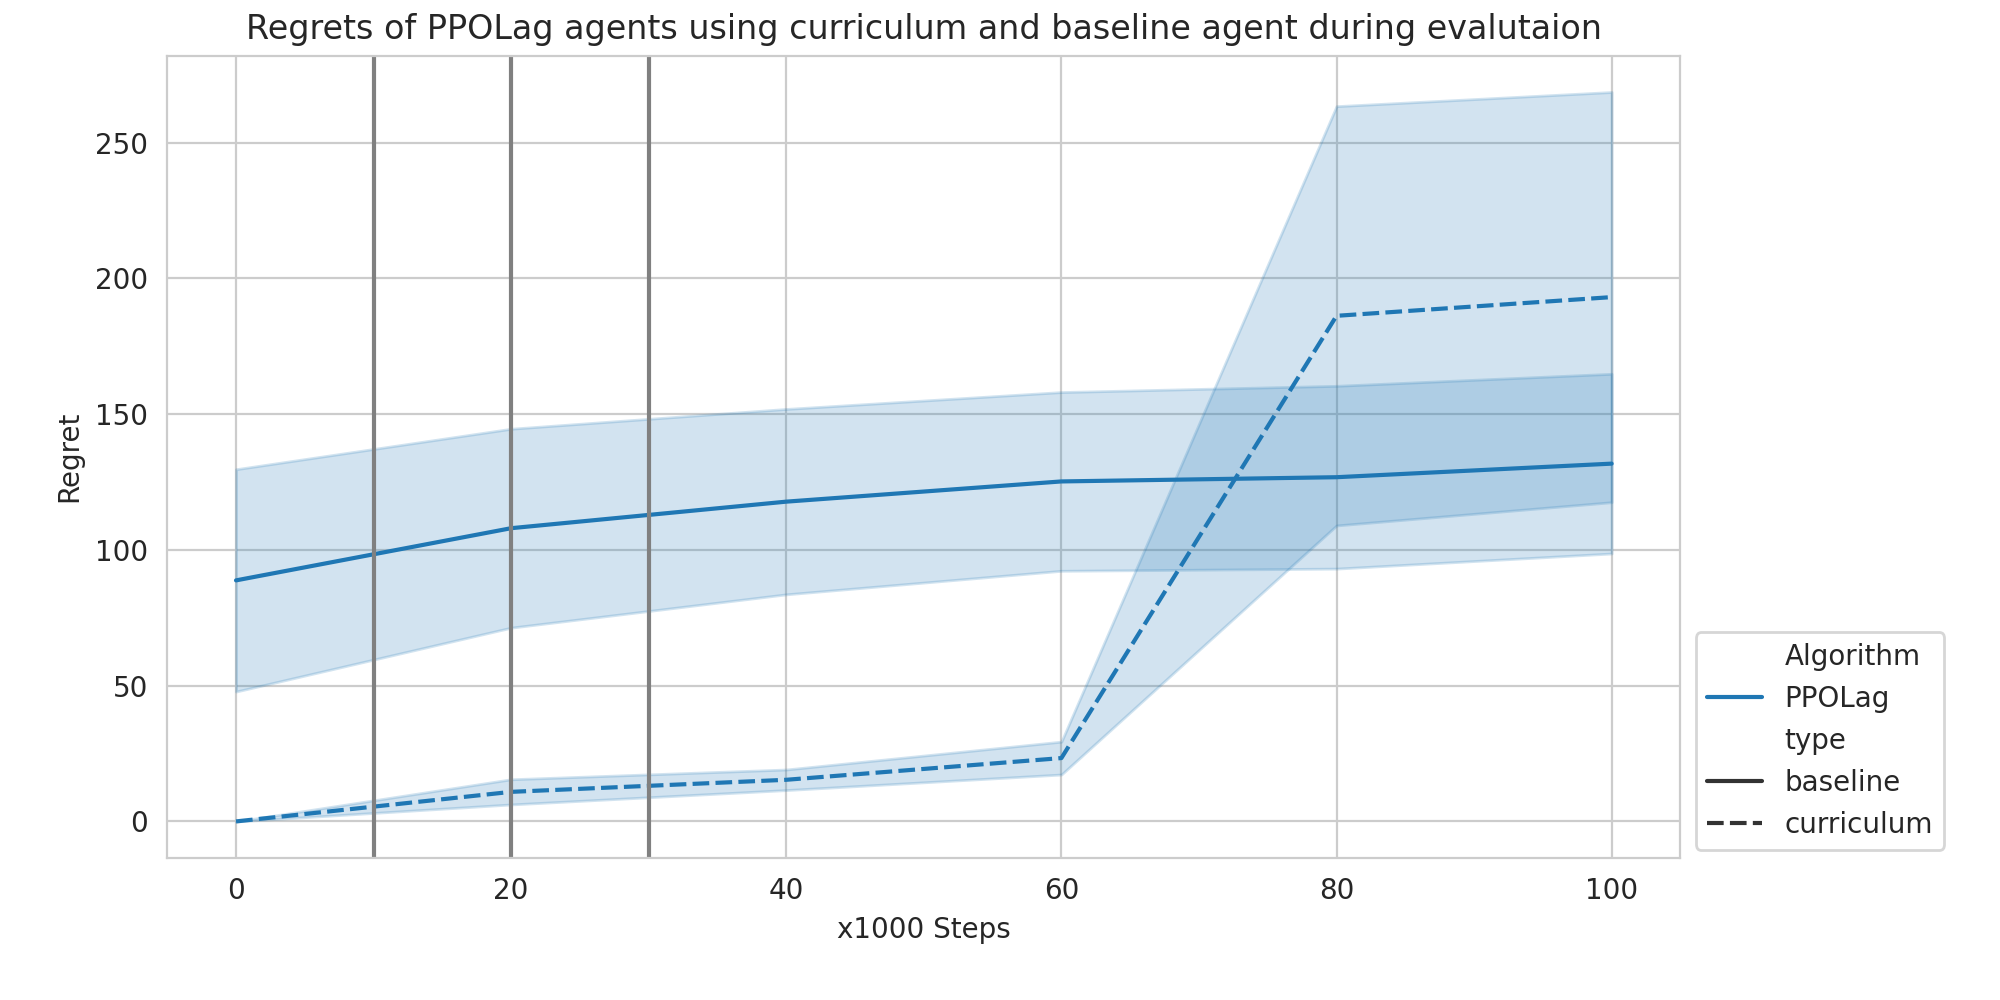 Regrets of PPOLag agents using curriculum and baseline agent during evalutaion
Regret
250
200
150
100
50
0
0 20 40 60 80 100
x1000 Steps
Algorithm
PPOLag
type
baseline
curriculum